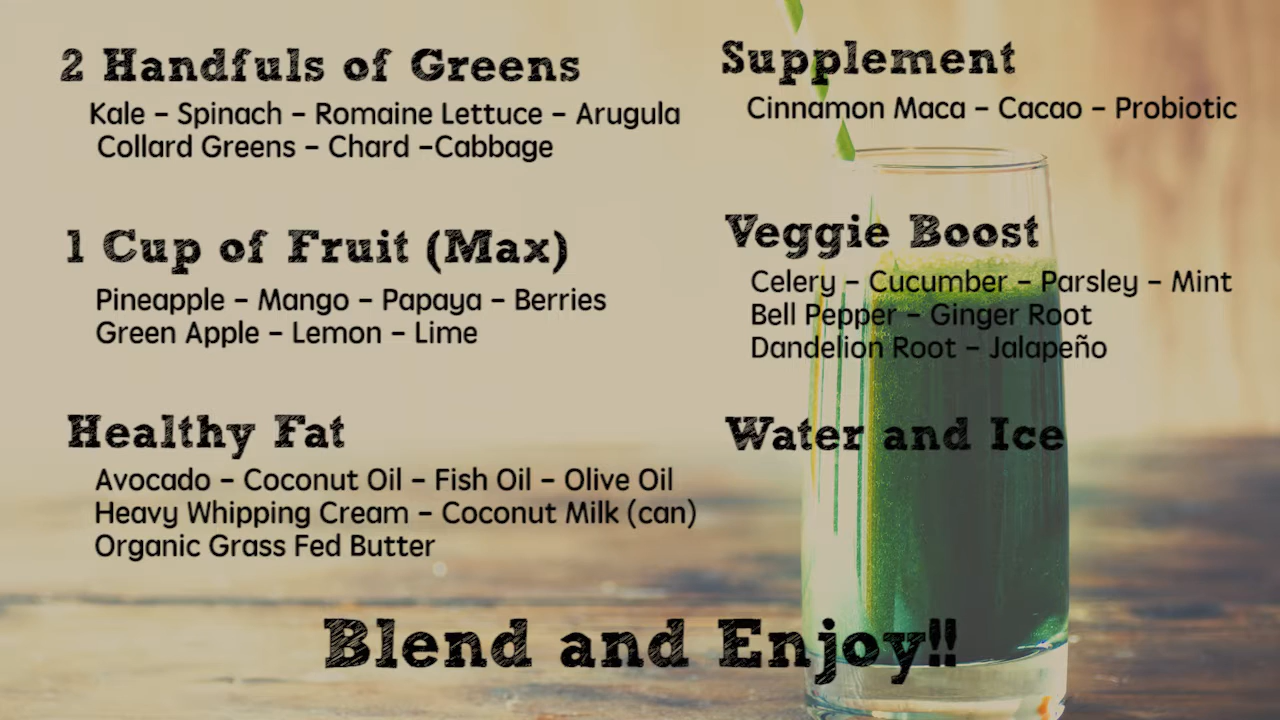 2 Handfuls of Greens
Kale – Spinach – Romaine Lettuce – Arugula
Collard Greens – Chard –Cabbage
1 Cup of Fruit (Max)
Pineapple – Mango – Papaya – Berries
Green Apple – Lemon – Lime
Healthy Fat
Avocado – Coconut Oil – Fish Oil – Olive Oil
Heavy Whipping Cream – Coconut Milk (can)
Organic Grass Fed Butter
Supplement
Cinnamon Maca – Cacao – Probiotic
Veggie Boost
Celery – Cucumber – Parsley – Mint
Bell Pepper – Ginger Root
Dandelion Root – Jalapeño
Water and Ice
Blend and Enjoy!!